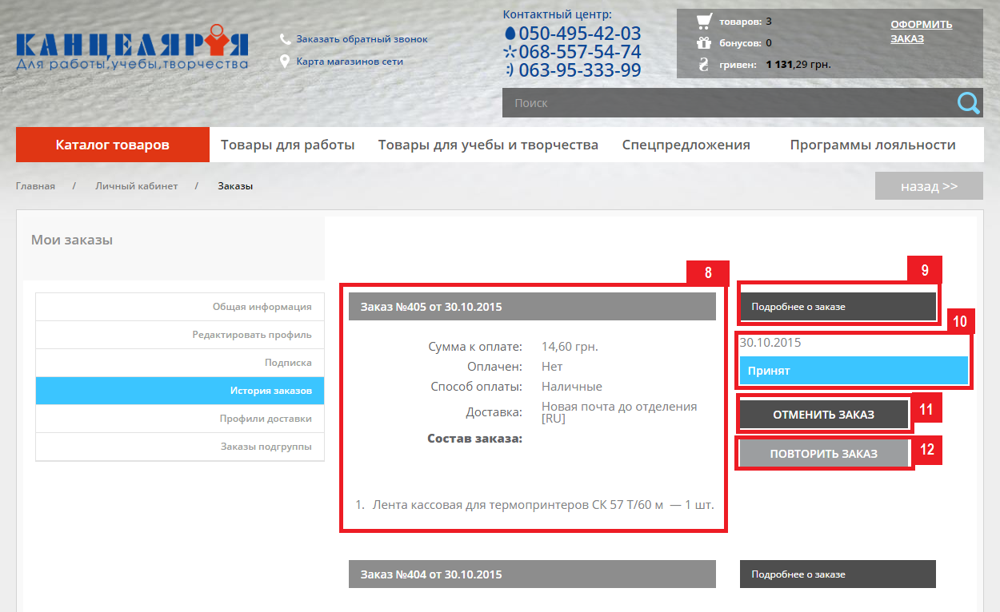 КАНЦЕЛЯРИЯ
Для работы,учебы,творчества
Заказать обратный звонок
Карта магазинов сети
Контактный центр:
050-495-42-03
068-557-54-74
063-95-333-99
товаров: 3
бонусов: 0
гривен: 1 131,29 грн.
ОФОРМИТЬ
ЗАКАЗ
Поиск
Каталог товаров
Товары для работы
Товары для учебы и творчества
Спецпредложения
Программы лояльности
Главная / Личный кабинет / Заказы
назад >>
Мои заказы
Общая информация
Редактировать профиль
Подписка
История заказов
Профили доставки
Заказы подгруппы
8
Заказ №405 от 30.10.2015
Сумма к оплате: 14,60 грн.
Оплачен: Нет
Способ оплаты: Наличные
Доставка: Новая почта до отделения
[RU]
Состав заказа:
1. Лента кассовая для термопринтеров СК 57 Т/60 м — 1 шт.
9
Подробнее о заказе
10
30.10.2015
Принят
11
ОТМЕНИТЬ ЗАКАЗ
12
ПОВТОРИТЬ ЗАКАЗ
Заказ №404 от 30.10.2015
Подробнее о заказе